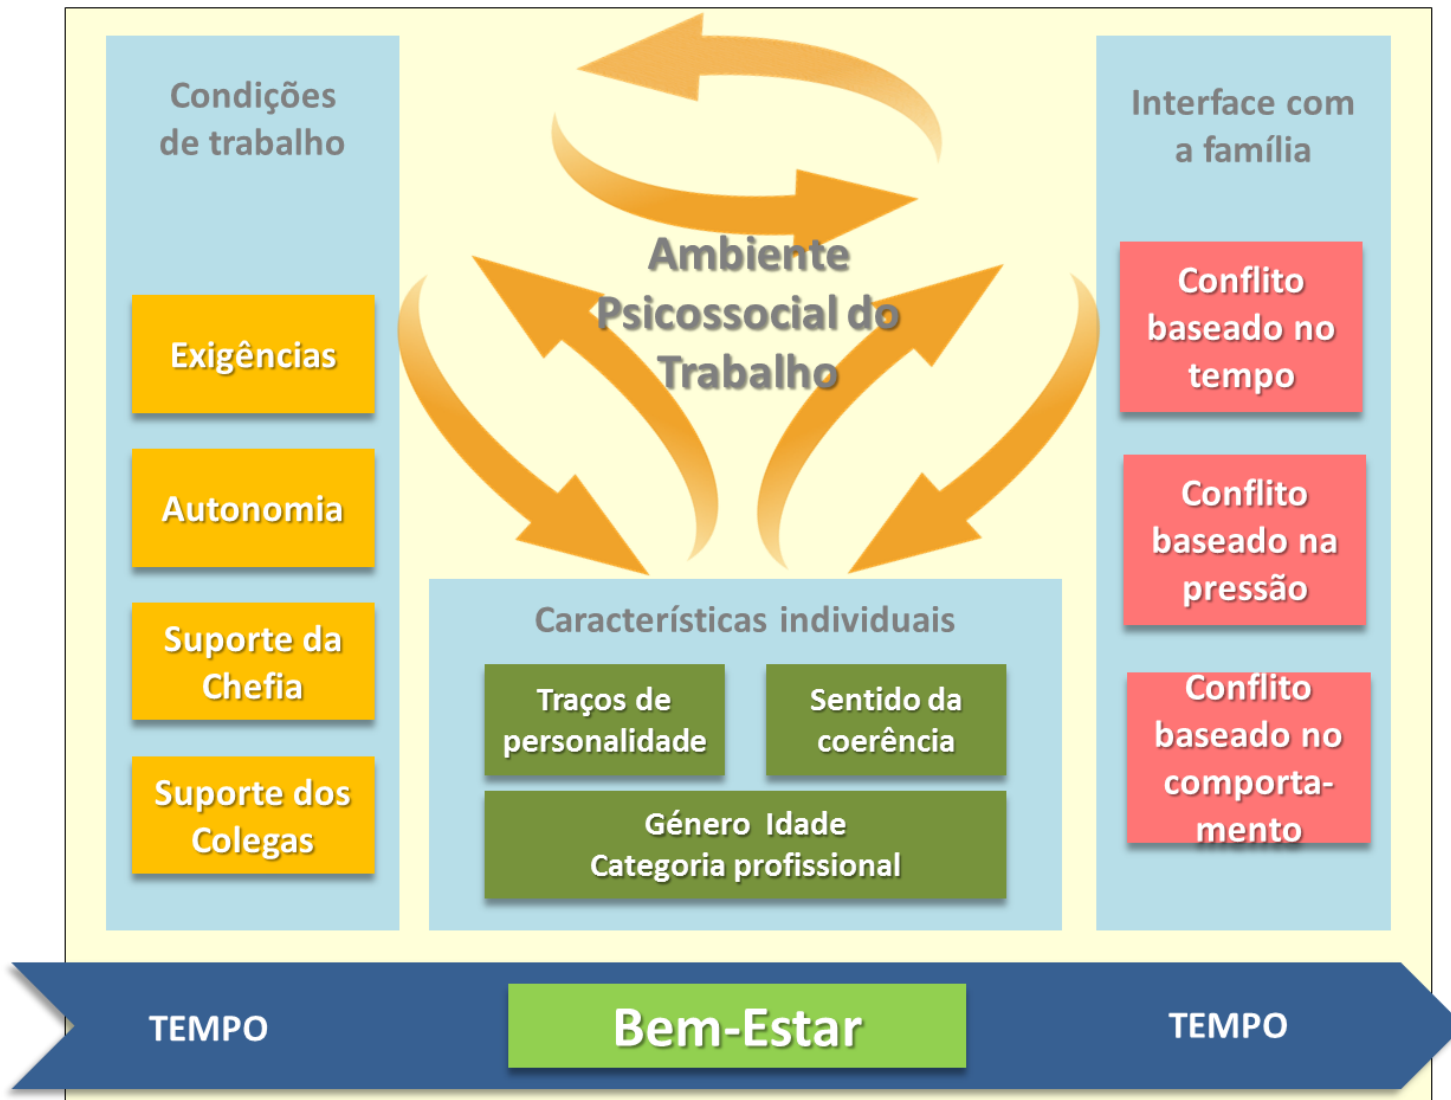 Condições
de trabalho
Exigências
Autonomia
Suporte da
Chefia
Suporte dos
Colegas
Ambiente
Psicossocial do
Trabalho
Características individuais
Traços de
personalidade
Sentido da
coerência
Género  Idade
Categoria profissional
Interface com
a família
Conflito
baseado no
tempo
Conflito
baseado na
pressão
Conflito
baseado no
comporta-
mento
TEMPO
Bem-Estar
TEMPO